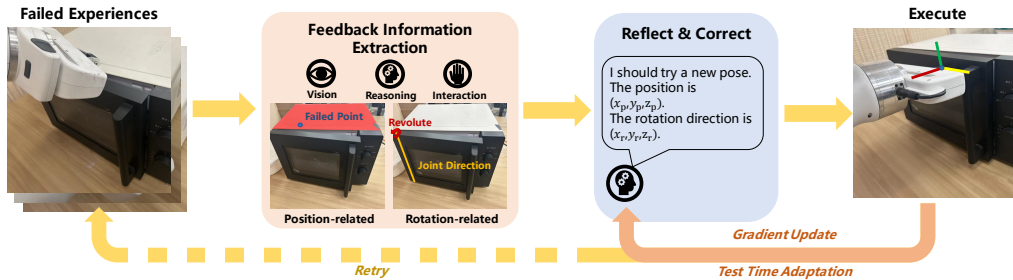 Failed Experiences
Feedback Information
Extraction
Vision
Reasoning
Interaction
Failed Point
Revolute
Joint Direction
Position-related
Rotation-related
Reflect & Correct
I should try a new pose.
The position is
(xp,yp,zp).
The rotation direction is
(xr,yr,zr).
Execute
Gradient Update
Retry
Test Time Adaptation